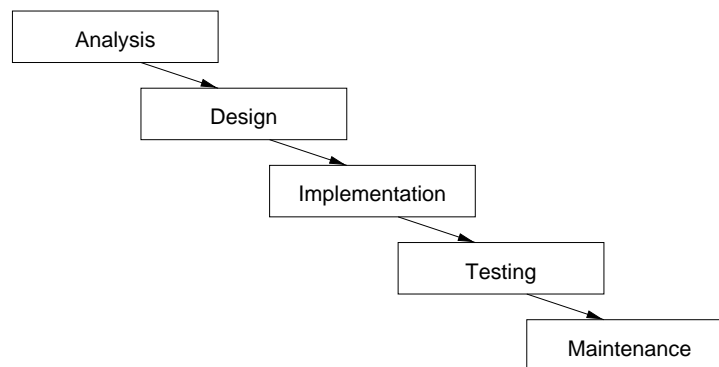 Analysis
Design
Implementation
Testing
Maintenance